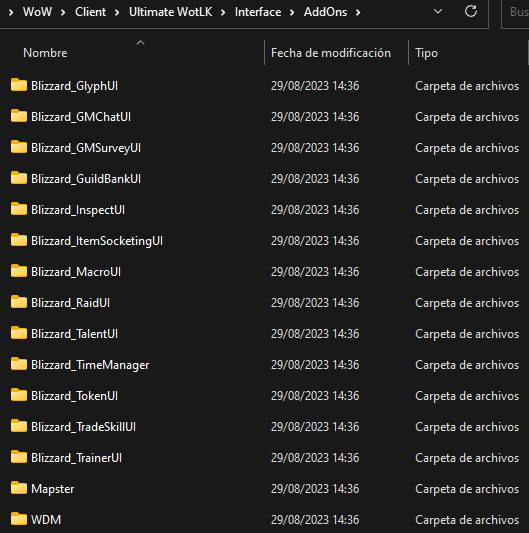 WoW > Client > Ultimate WotLK > Interface > AddOns > Bus
Nombre Fecha de modificación Tipo
Blizzard_GlyphUI 29/08/2023 14:36 Carpeta de archivos
Blizzard_GMChatUI 29/08/2023 14:36 Carpeta de archivos
Blizzard_GMSurveyUI 29/08/2023 14:36 Carpeta de archivos
Blizzard_GuildBankUI 29/08/2023 14:36 Carpeta de archivos
Blizzard_InspectUI 29/08/2023 14:36 Carpeta de archivos
Blizzard_ItemSocketingUI 29/08/2023 14:36 Carpeta de archivos
Blizzard_MacroUI 29/08/2023 14:36 Carpeta de archivos
Blizzard_RaidUI 29/08/2023 14:36 Carpeta de archivos
Blizzard_TalentUI 29/08/2023 14:36 Carpeta de archivos
Blizzard_TimeManager 29/08/2023 14:36 Carpeta de archivos
Blizzard_TokenUI 29/08/2023 14:36 Carpeta de archivos
Blizzard_TradeSkillUI 29/08/2023 14:36 Carpeta de archivos
Blizzard_TrainerUI 29/08/2023 14:36 Carpeta de archivos
Mapster 29/08/2023 14:36 Carpeta de archivos
WDM 29/08/2023 14:36 Carpeta de archivos